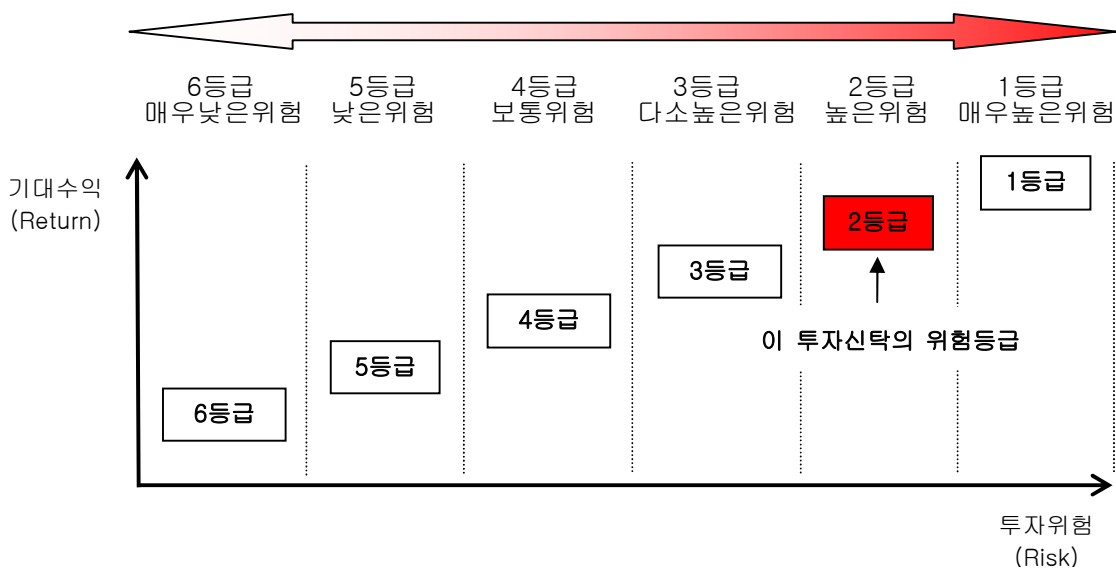 6등급
매우낮은위험
5등급
낮은위험
4등급
보통위험
3등급
다소높은위험
2등급
높은위험
1등급
매우높은위험
기대수익
(Return)
1등급
2등급
3등급
4등급
이 투자신탁의 위험등급
5등급
6등급
투자위험
(Risk)